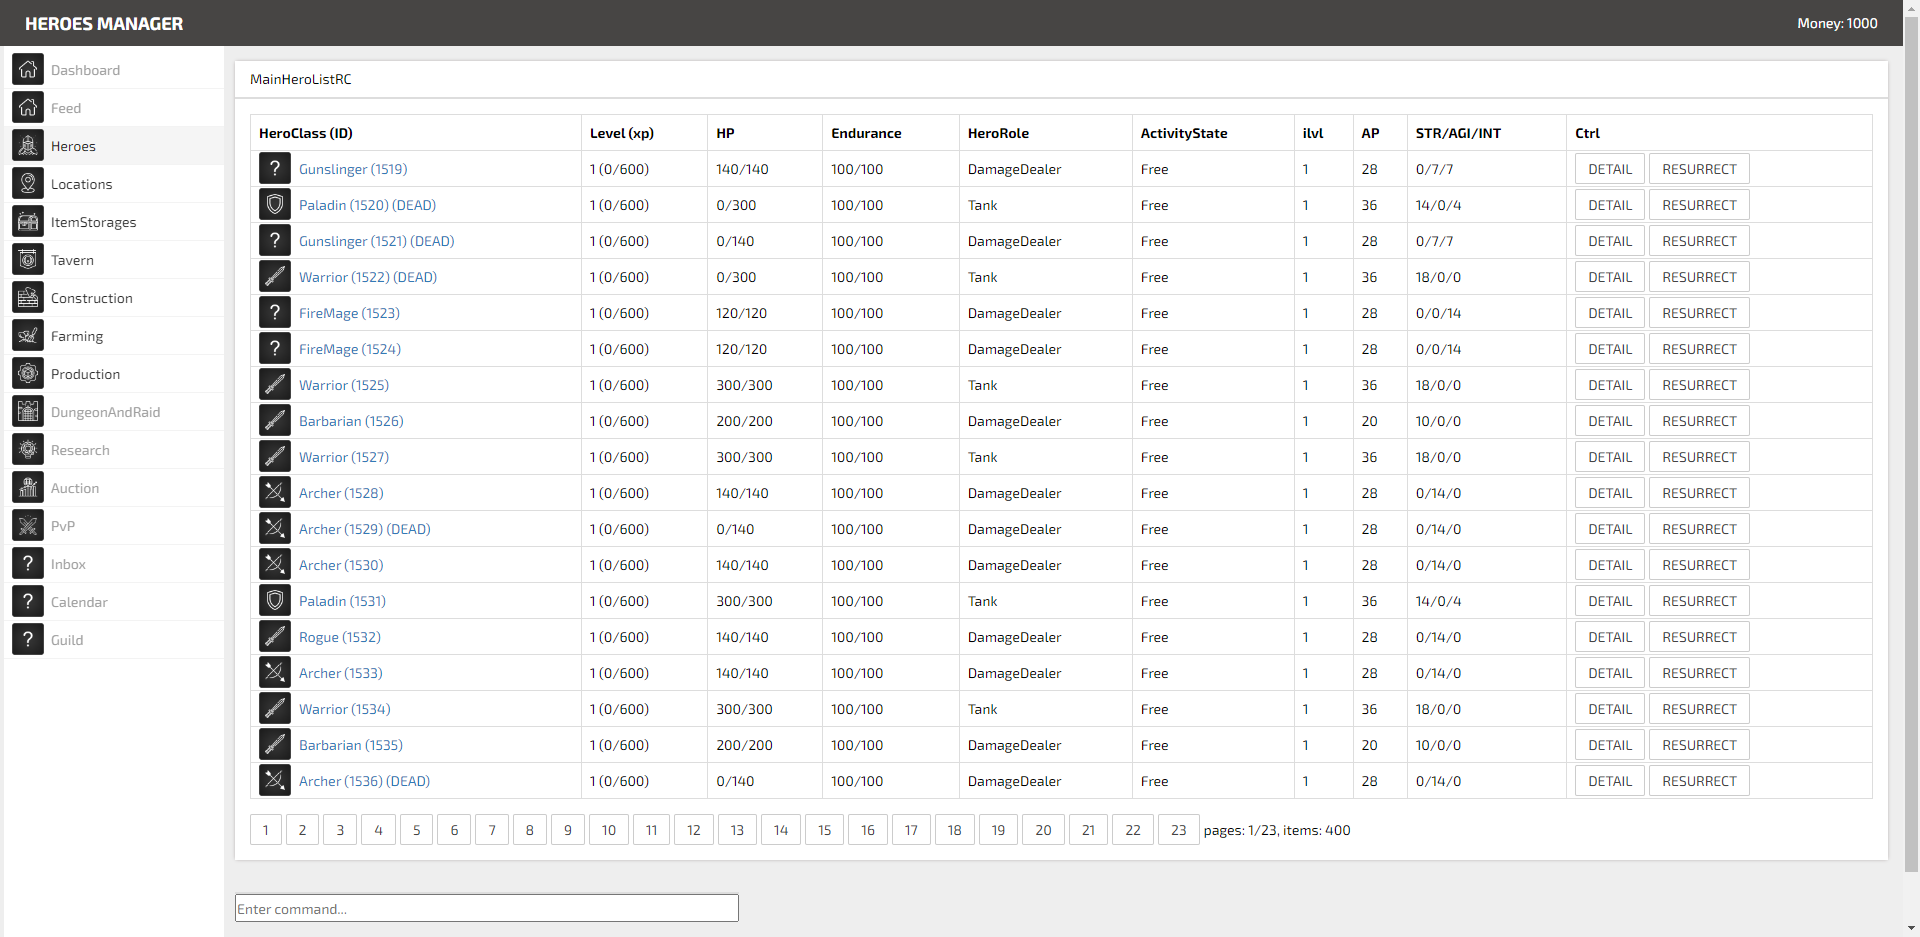 HEROES MANAGER
Money: 1000
Dashboard
Feed
Heroes
Locations
ItemStorages
Tavern
Construction
Farming
Production
DungeonAndRaid
Research
Auction
PvP
Inbox
Calendar
Guild
MainHeroListRC
HeroClass (ID) Level (xp) HP Endurance HeroRole ActivityState ilvl AP STR/AGI/INT Ctrl
? Gunslinger (1519) 1 (0/600) 140/140 100/100 DamageDealer Free 1 28 0/7/7 DETAIL RESURRECT
Paladin (1520) (DEAD) 1 (0/600) 0/300 100/100 Tank Free 1 36 14/0/4 DETAIL RESURRECT
? Gunslinger (1521) (DEAD) 1 (0/600) 0/140 100/100 DamageDealer Free 1 28 0/7/7 DETAIL RESURRECT
Warrior (1522) (DEAD) 1 (0/600) 0/300 100/100 Tank Free 1 36 18/0/0 DETAIL RESURRECT
? FireMage (1523) 1 (0/600) 120/120 100/100 DamageDealer Free 1 28 0/0/14 DETAIL RESURRECT
? FireMage (1524) 1 (0/600) 120/120 100/100 DamageDealer Free 1 28 0/0/14 DETAIL RESURRECT
Warrior (1525) 1 (0/600) 300/300 100/100 Tank Free 1 36 18/0/0 DETAIL RESURRECT
Barbarian (1526) 1 (0/600) 200/200 100/100 DamageDealer Free 1 20 10/0/0 DETAIL RESURRECT
Warrior (1527) 1 (0/600) 300/300 100/100 Tank Free 1 36 18/0/0 DETAIL RESURRECT
Archer (1528) 1 (0/600) 140/140 100/100 DamageDealer Free 1 28 0/14/0 DETAIL RESURRECT
Archer (1529) (DEAD) 1 (0/600) 0/140 100/100 DamageDealer Free 1 28 0/14/0 DETAIL RESURRECT
Archer (1530) 1 (0/600) 140/140 100/100 DamageDealer Free 1 28 0/14/0 DETAIL RESURRECT
Paladin (1531) 1 (0/600) 300/300 100/100 Tank Free 1 36 14/0/4 DETAIL RESURRECT
Rogue (1532) 1 (0/600) 140/140 100/100 DamageDealer Free 1 28 0/14/0 DETAIL RESURRECT
Archer (1533) 1 (0/600) 140/140 100/100 DamageDealer Free 1 28 0/14/0 DETAIL RESURRECT
Warrior (1534) 1 (0/600) 300/300 100/100 Tank Free 1 36 18/0/0 DETAIL RESURRECT
Barbarian (1535) 1 (0/600) 200/200 100/100 DamageDealer Free 1 20 10/0/0 DETAIL RESURRECT
Archer (1536) (DEAD) 1 (0/600) 0/140 100/100 DamageDealer Free 1 28 0/14/0 DETAIL RESURRECT
1 2 3 4 5 6 7 8 9 10 11 12 13 14 15 16 17 18 19 20 21 22 23 pages: 1/23, items: 400
Enter command...